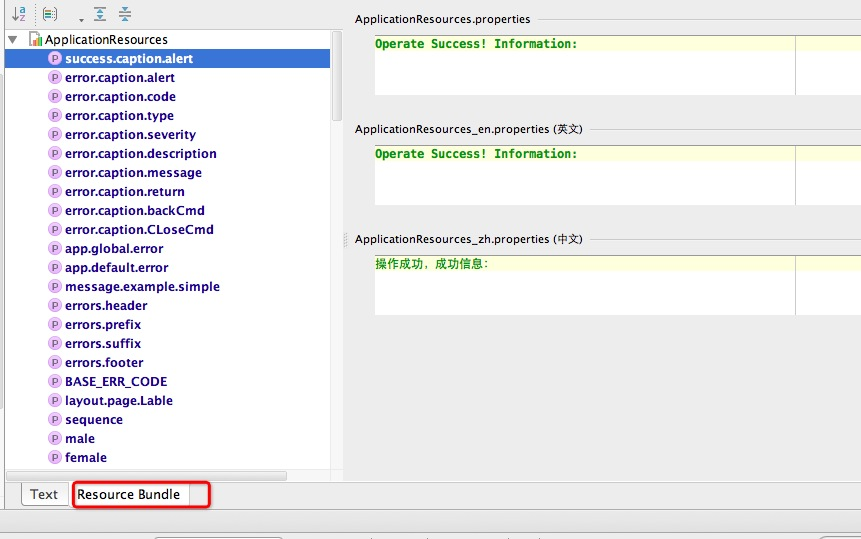 ApplicationResources
success.caption.alert
error.caption.alert
error.caption.code
error.caption.type
error.caption.severity
error.caption.description
error.caption.message
error.caption.return
error.caption.backCmd
error.caption.CLoseCmd
app.global.error
app.default.error
message.example.simple
errors.header
errors.prefix
errors.suffix
errors.footer
BASE_ERR_CODE
layout.page.Lable
sequence
male
female
ApplicationResources.properties
Operate Success! Information:
ApplicationResources_en.properties (英文)
Operate Success! Information:
ApplicationResources_zh.properties (中文)
操作成功，成功信息：
Text
Resource Bundle